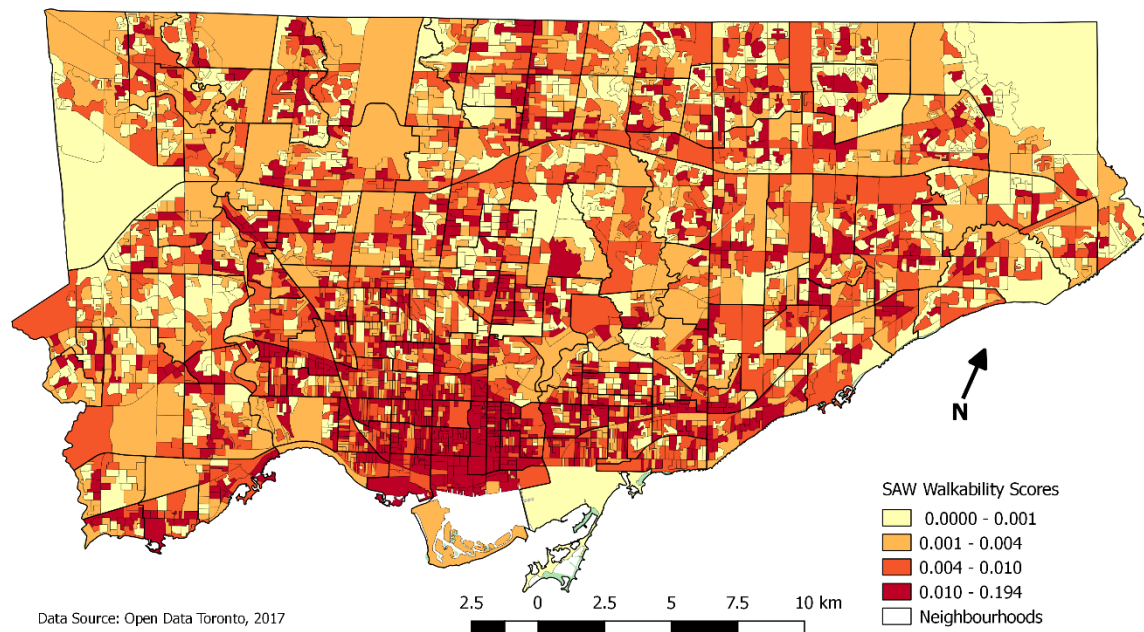 N
SAW Walkability Scores
0.0000 - 0.001
0.001 - 0.004
0.004 - 0.010
0.010 - 0.194
Neighbourhoods
Data Source: Open Data Toronto, 2017
2.5 0 2.5 5 7.5 10 km